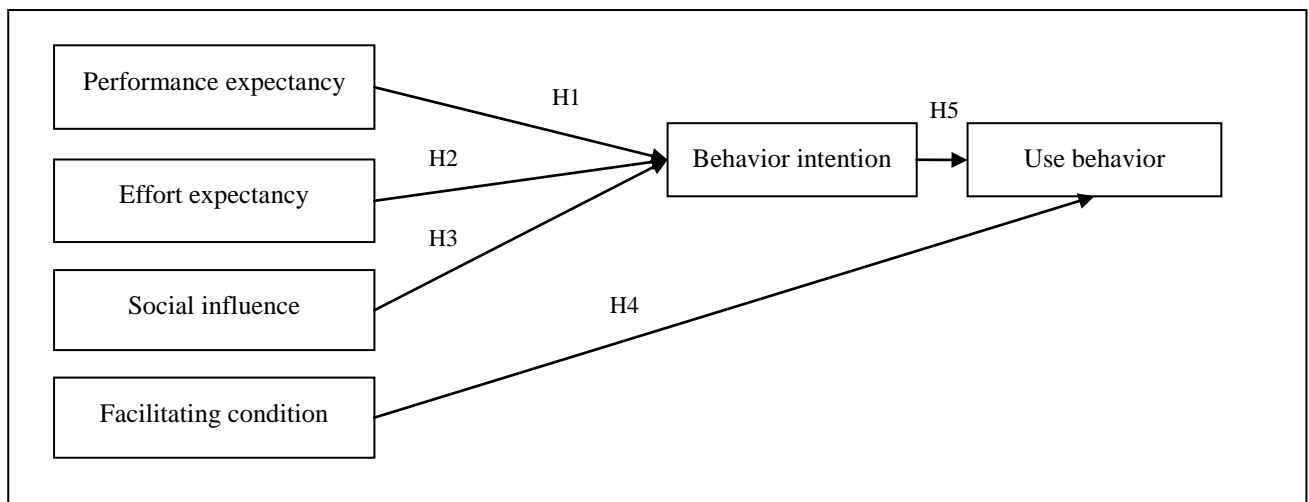 Performance expectancy
H1
H5
Behavior intention
Use behavior
H2
Effort expectancy
H3
Social influence
H4
Facilitating condition